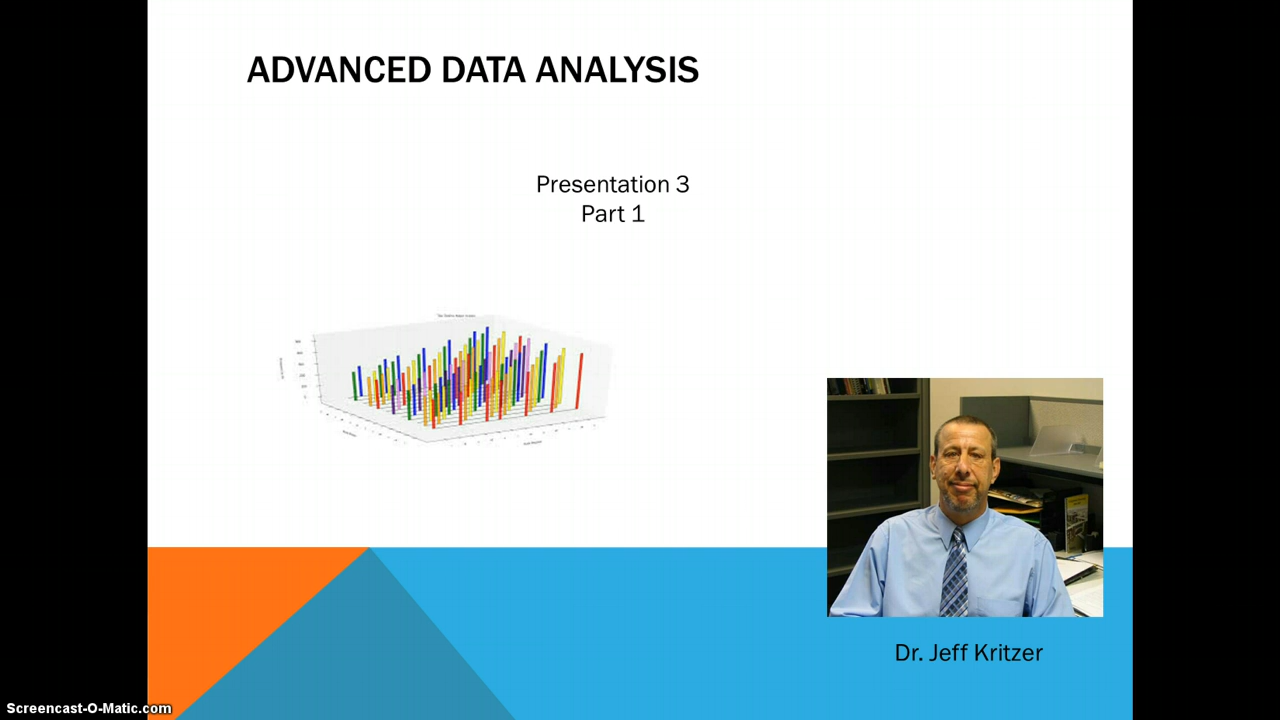 ADVANCED DATA ANALYSIS
Presentation 3
Part 1
Dr. Jeff Kritzer
Screencast-O-Matic.com